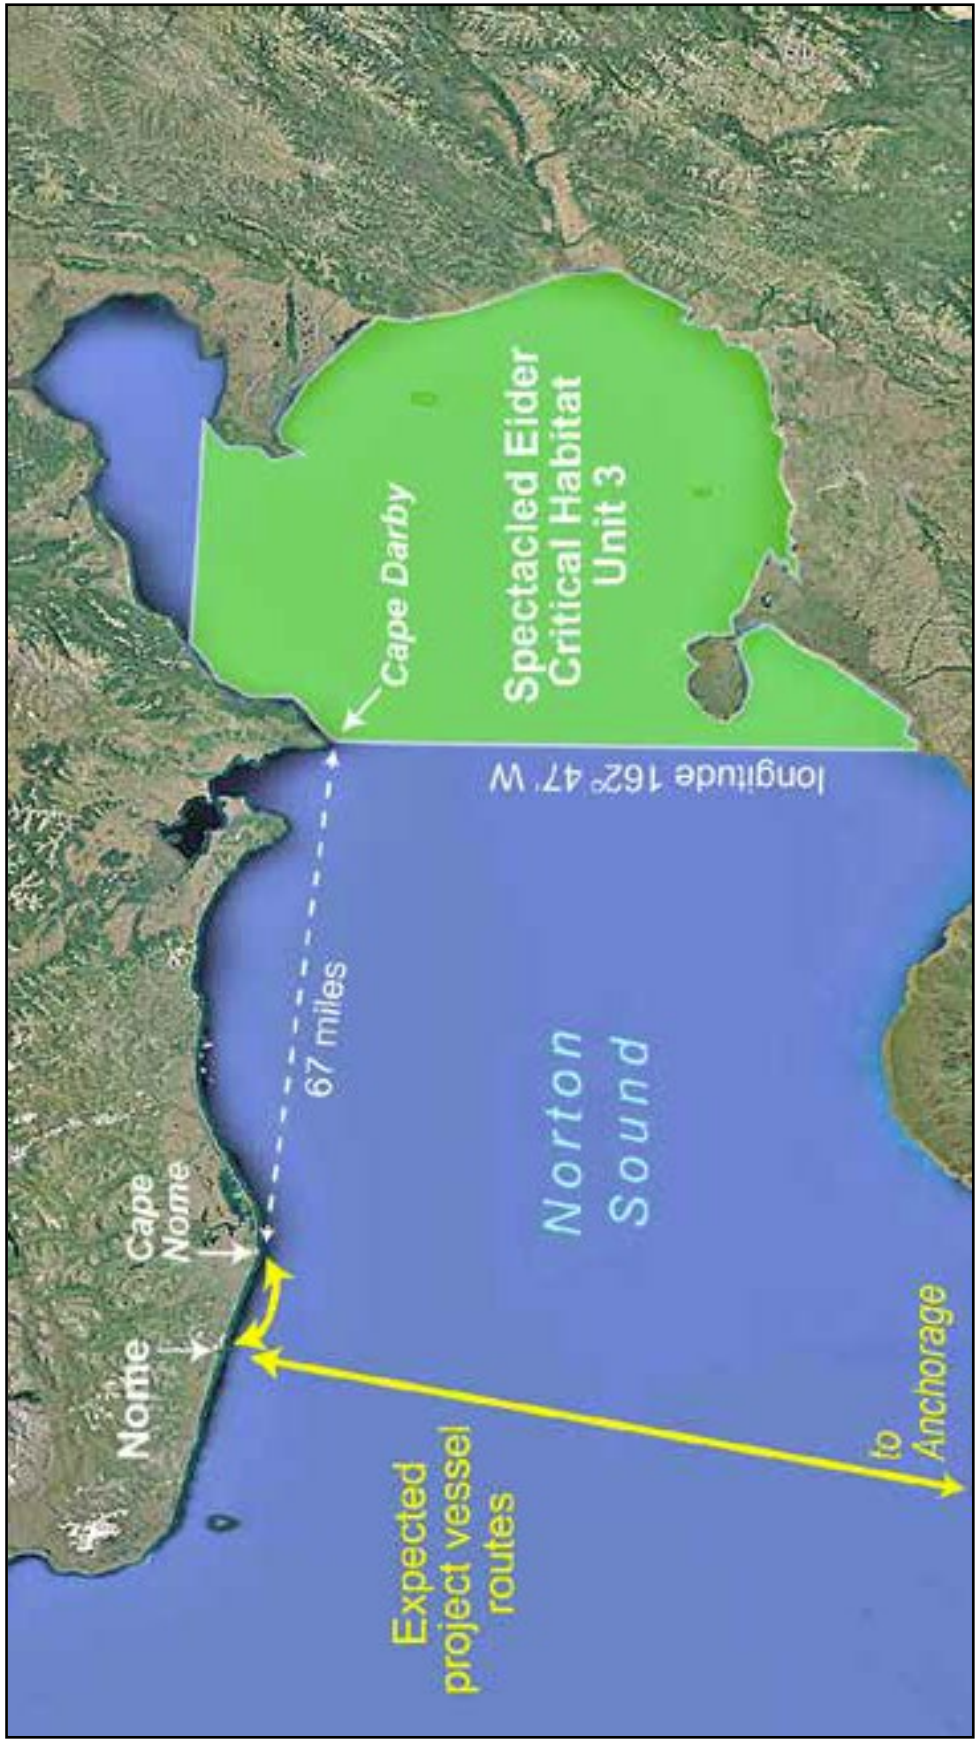 Nome
Cape
Nome
67 miles
Cape Darby
Spectacled Eider
Critical Habitat
Unit 3
longitude 162° 47' W
Norton
Sound
Expected
project vessel
routes
to
Anchorage